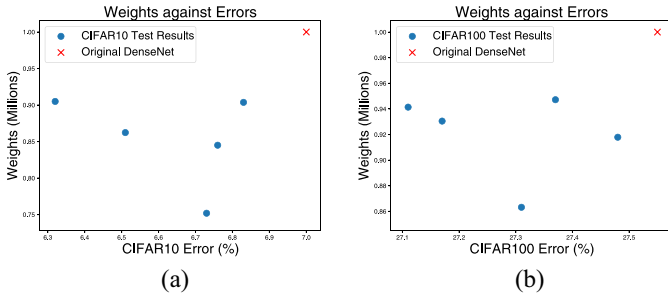 Weights against Errors
CIFAR10 Test Results
Original DenseNet
Weights (Millions)
1.00
0.95
0.90
0.85
0.80
0.75
6.3 6.4 6.5 6.6 6.7 6.8 6.9 7.0
CIFAR10 Error (%)
(a)
Weights against Errors
CIFAR100 Test Results
Original DenseNet
Weights (Millions)
1.00
0.98
0.96
0.94
0.92
0.90
0.88
0.86
27.1 27.2 27.3 27.4 27.5
CIFAR100 Error (%)
(b)